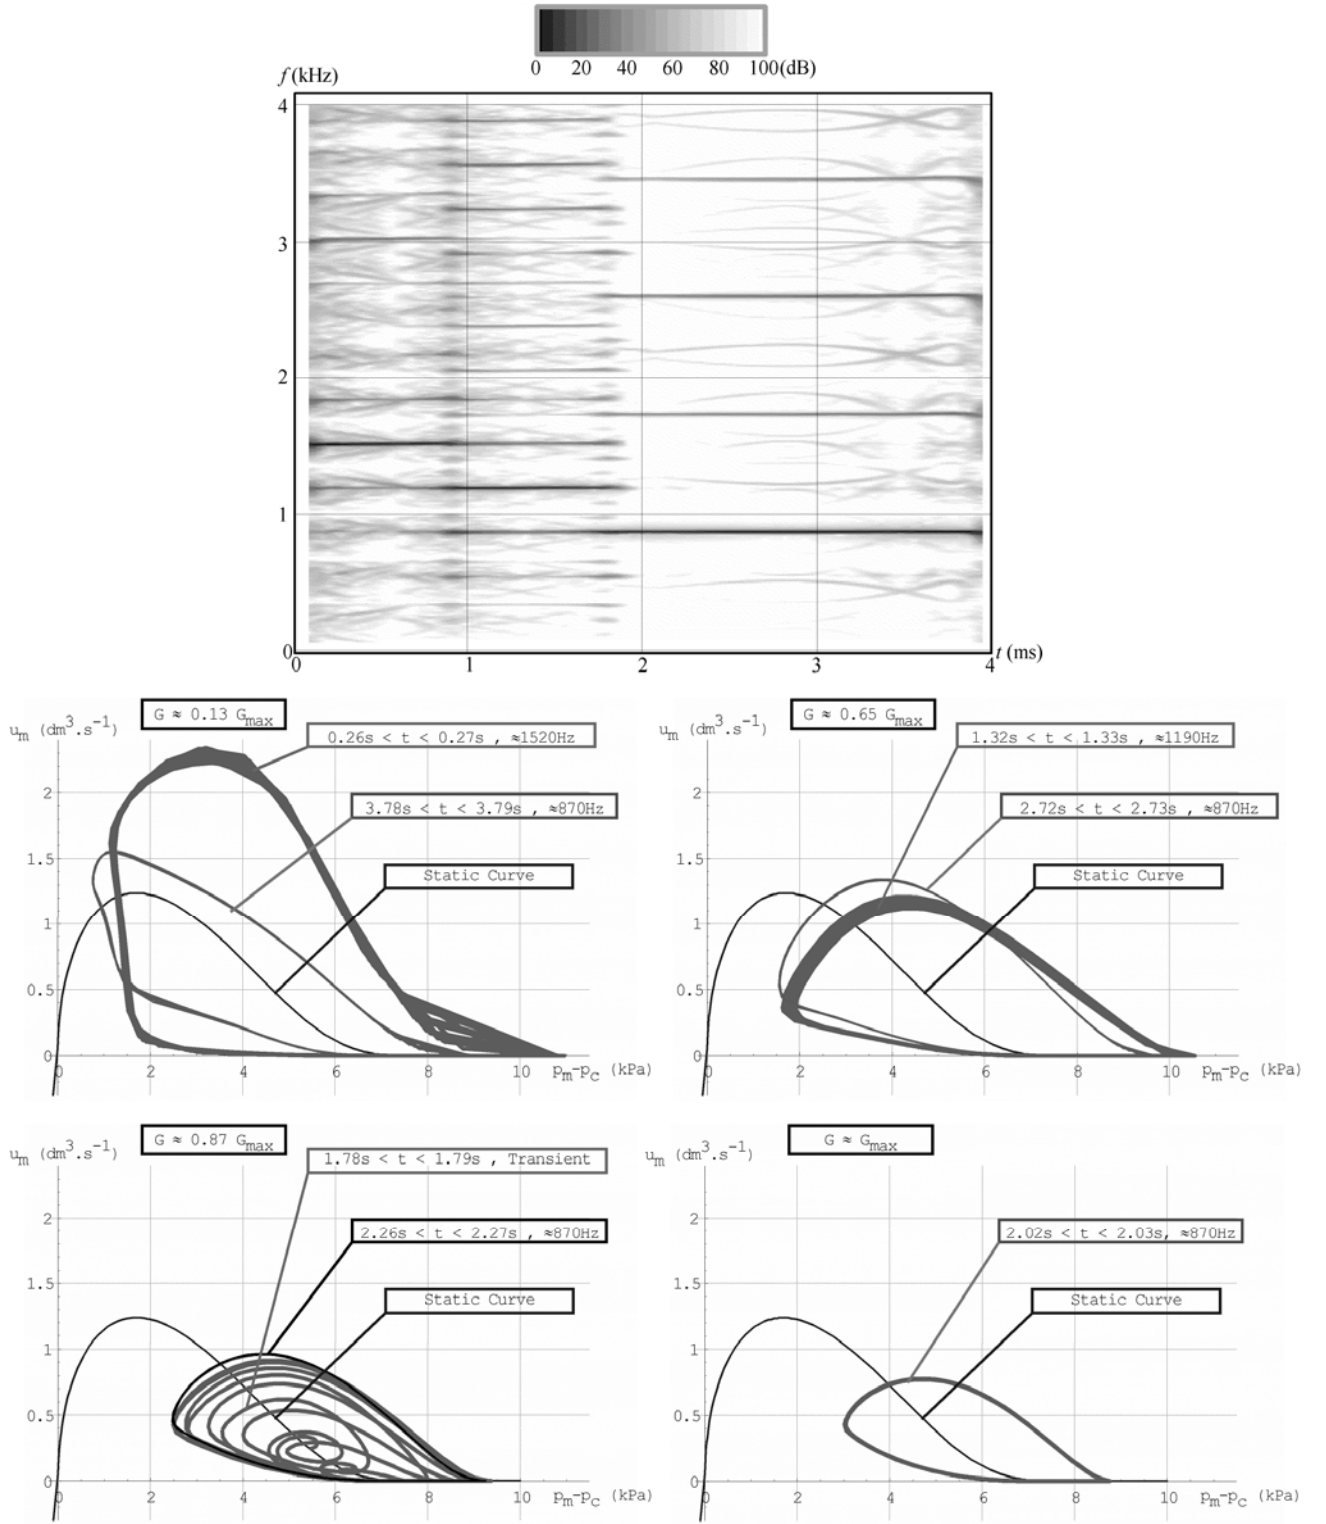 0 20 40 60 80 100(dB)
f (kHz)
4
3
2
1
0
0 1 2 3 4 t (ms)
G ≈ 0.13 Gmax
um (dm³.s⁻¹)
0.26s < t < 0.27s , ≈1520Hz
3.78s < t < 3.79s , ≈870Hz
Static Curve
2
1.5
1
0.5
0
0 2 4 6 8 10 pm-pc (kPa)
G ≈ 0.65 Gmax
um (dm³.s⁻¹)
1.32s < t < 1.33s , ≈1190Hz
2.72s < t < 2.73s , ≈870Hz
Static Curve
2
1.5
1
0.5
0
0 2 4 6 8 10 pm-pc (kPa)
G ≈ 0.87 Gmax
um (dm³.s⁻¹)
1.78s < t < 1.79s , Transient
2.26s < t < 2.27s , ≈870Hz
Static Curve
2
1.5
1
0.5
0
0 2 4 6 8 10 pm-pc (kPa)
G ≈ Gmax
um (dm³.s⁻¹)
2.02s < t < 2.03s, ≈870Hz
Static Curve
2
1.5
1
0.5
0
0 2 4 6 8 10 pm-pc (kPa)